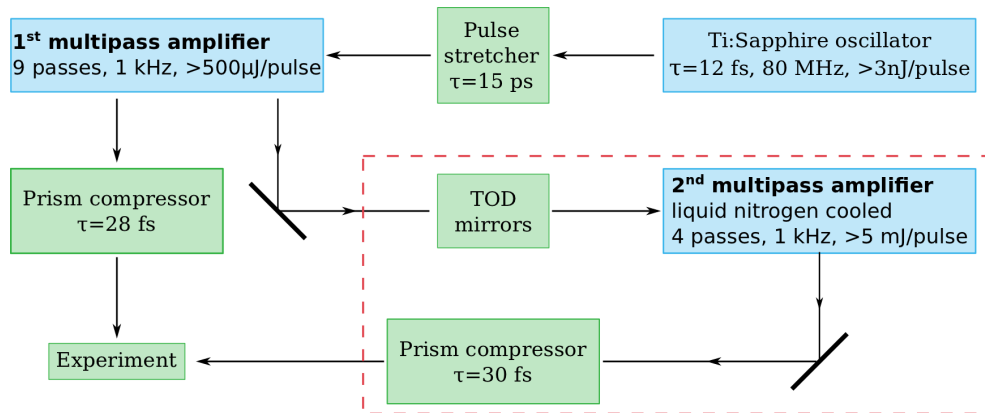 1st multipass amplifier
9 passes, 1 kHz, >500μJ/pulse
Pulse
stretcher
τ=15 ps
Ti:Sapphire oscillator
τ=12 fs, 80 MHz, >3nJ/pulse
Prism compressor
τ=28 fs
TOD
mirrors
2nd multipass amplifier
liquid nitrogen cooled
4 passes, 1 kHz, >5 mJ/pulse
Experiment
Prism compressor
τ=30 fs